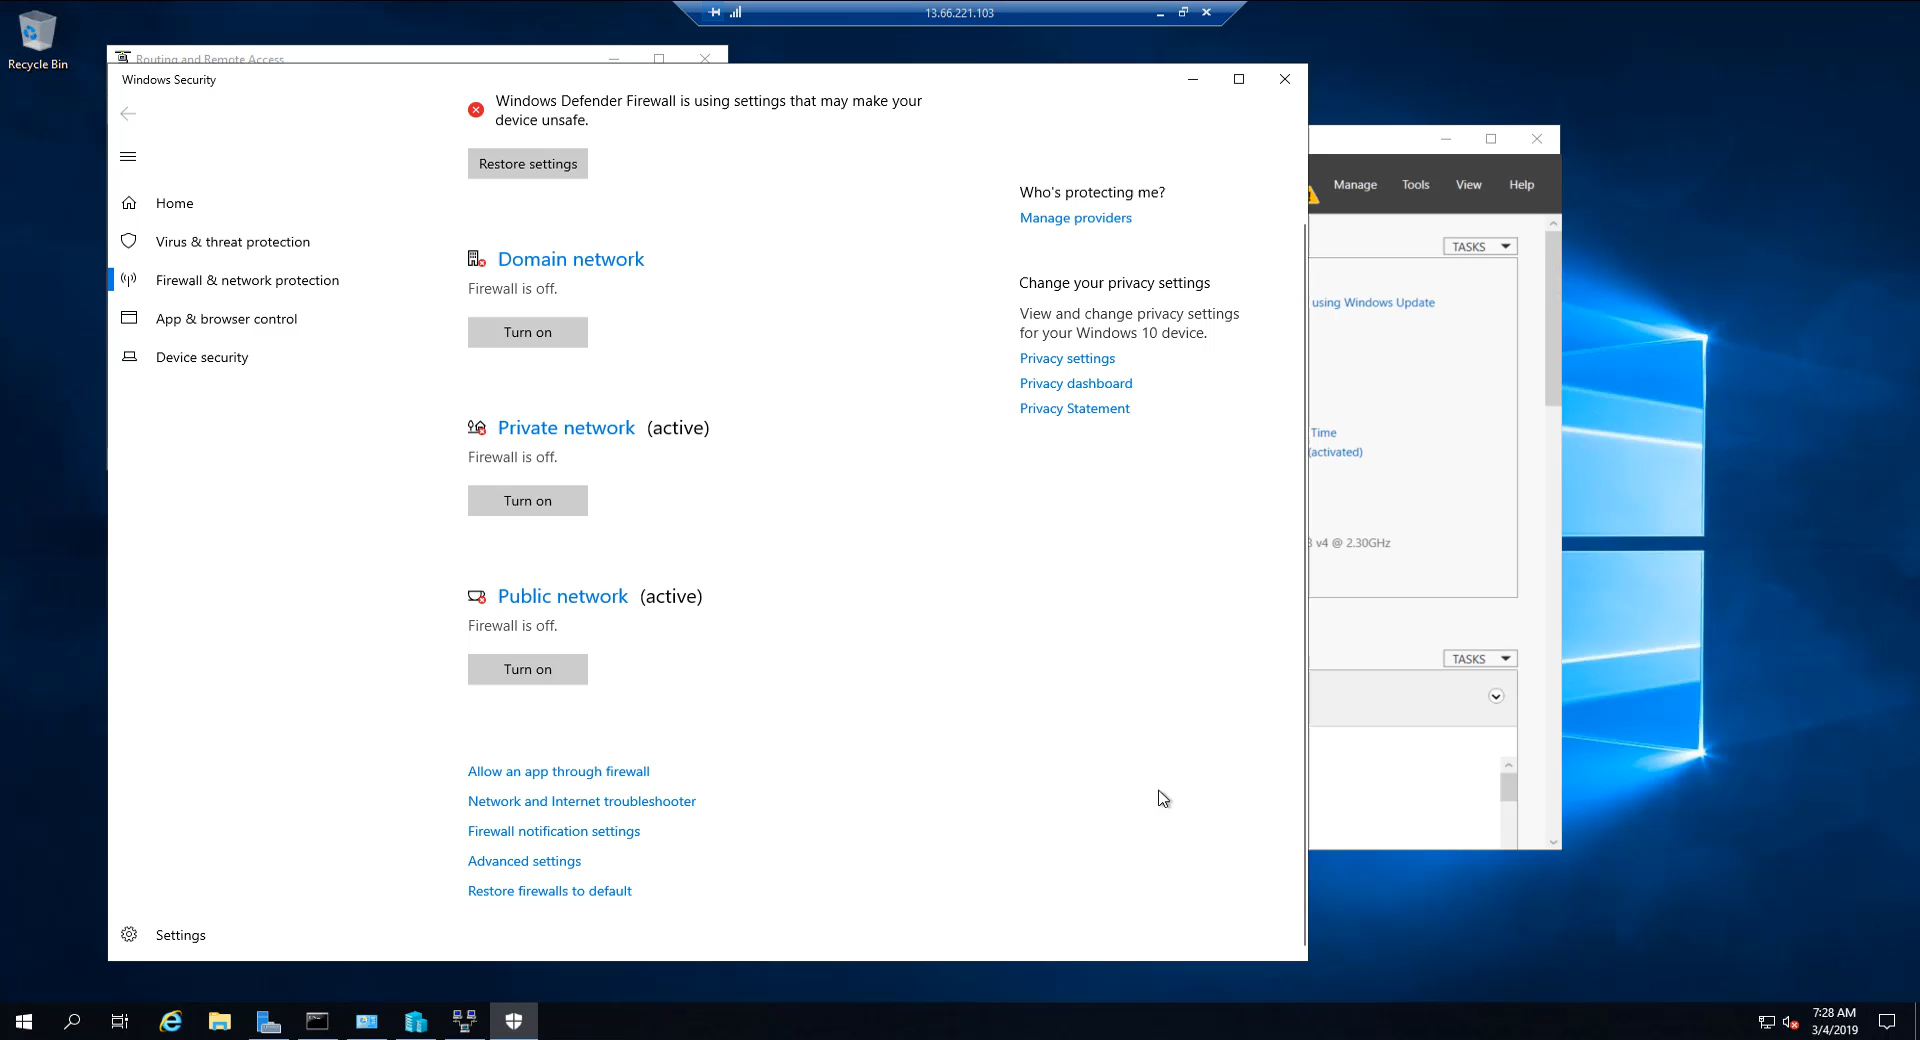 13.66.221.103
Recycle Bin
Routing and Remote Access
Windows Security
Windows Defender Firewall is using settings that may make your
device unsafe.
Restore settings
Home
Virus & threat protection
Firewall & network protection
App & browser control
Device security
Settings
Domain network
Firewall is off.
Turn on
Private network (active)
Firewall is off.
Turn on
Public network (active)
Firewall is off.
Turn on
Allow an app through firewall
Network and Internet troubleshooter
Firewall notification settings
Advanced settings
Restore firewalls to default
Who's protecting me?
Manage providers
Change your privacy settings
View and change privacy settings
for your Windows 10 device.
Privacy settings
Privacy dashboard
Privacy Statement
Manage Tools View Help
TASKS
using Windows Update
Time
(activated)
v4 @ 2.30GHz
TASKS
7:28 AM
3/4/2019